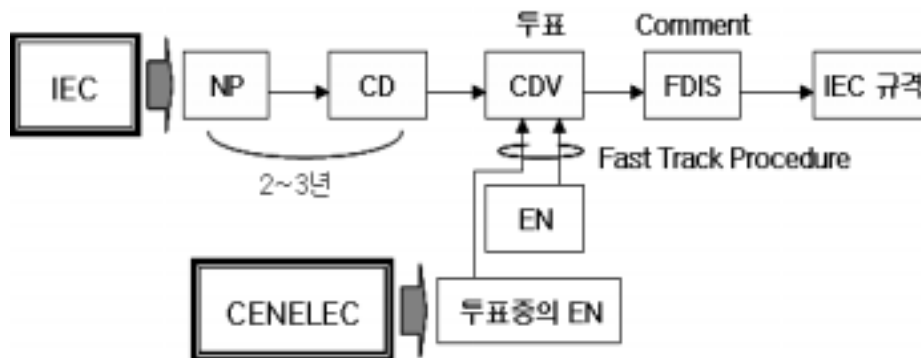 투표 Comment
IEC NP CD CDV FDIS IEC 규격
Fast Track Procedure
2~3년
EN
CENELEC 투표중의 EN